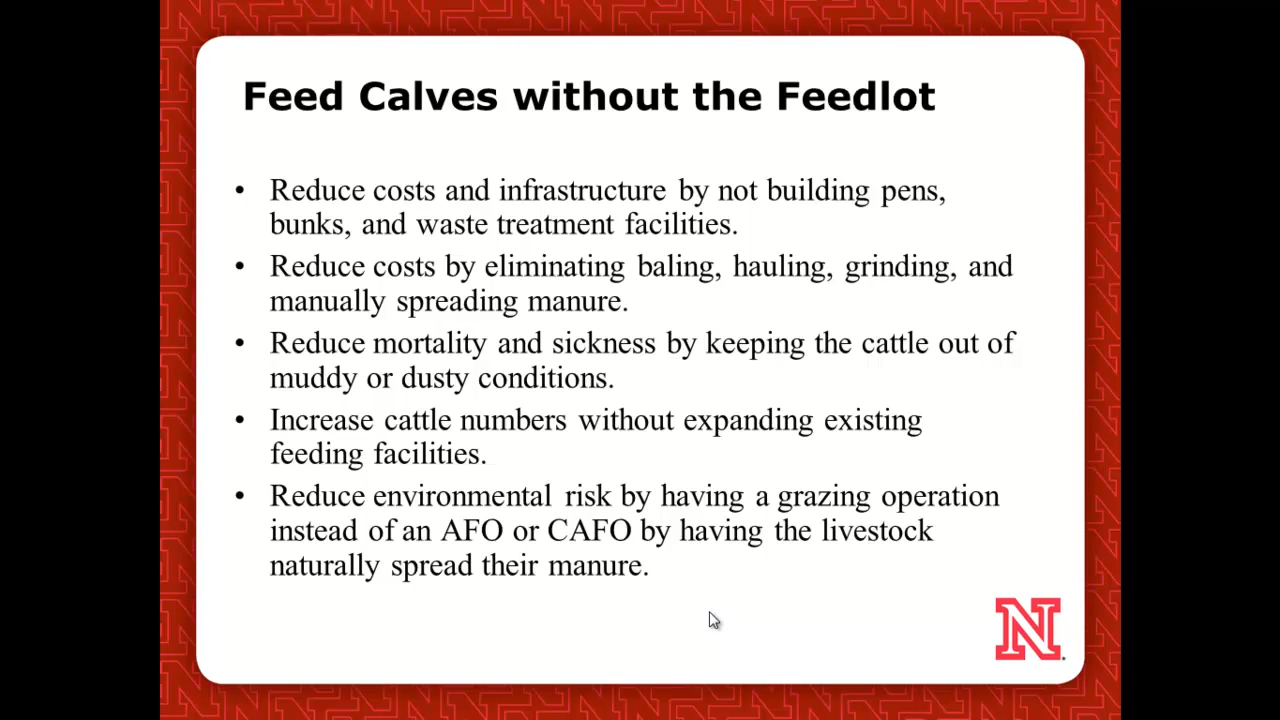 Feed Calves without the Feedlot
• Reduce costs and infrastructure by not building pens,
bunks, and waste treatment facilities.
• Reduce costs by eliminating baling, hauling, grinding, and
manually spreading manure.
• Reduce mortality and sickness by keeping the cattle out of
muddy or dusty conditions.
• Increase cattle numbers without expanding existing
feeding facilities.
• Reduce environmental risk by having a grazing operation
instead of an AFO or CAFO by having the livestock
naturally spread their manure.
N